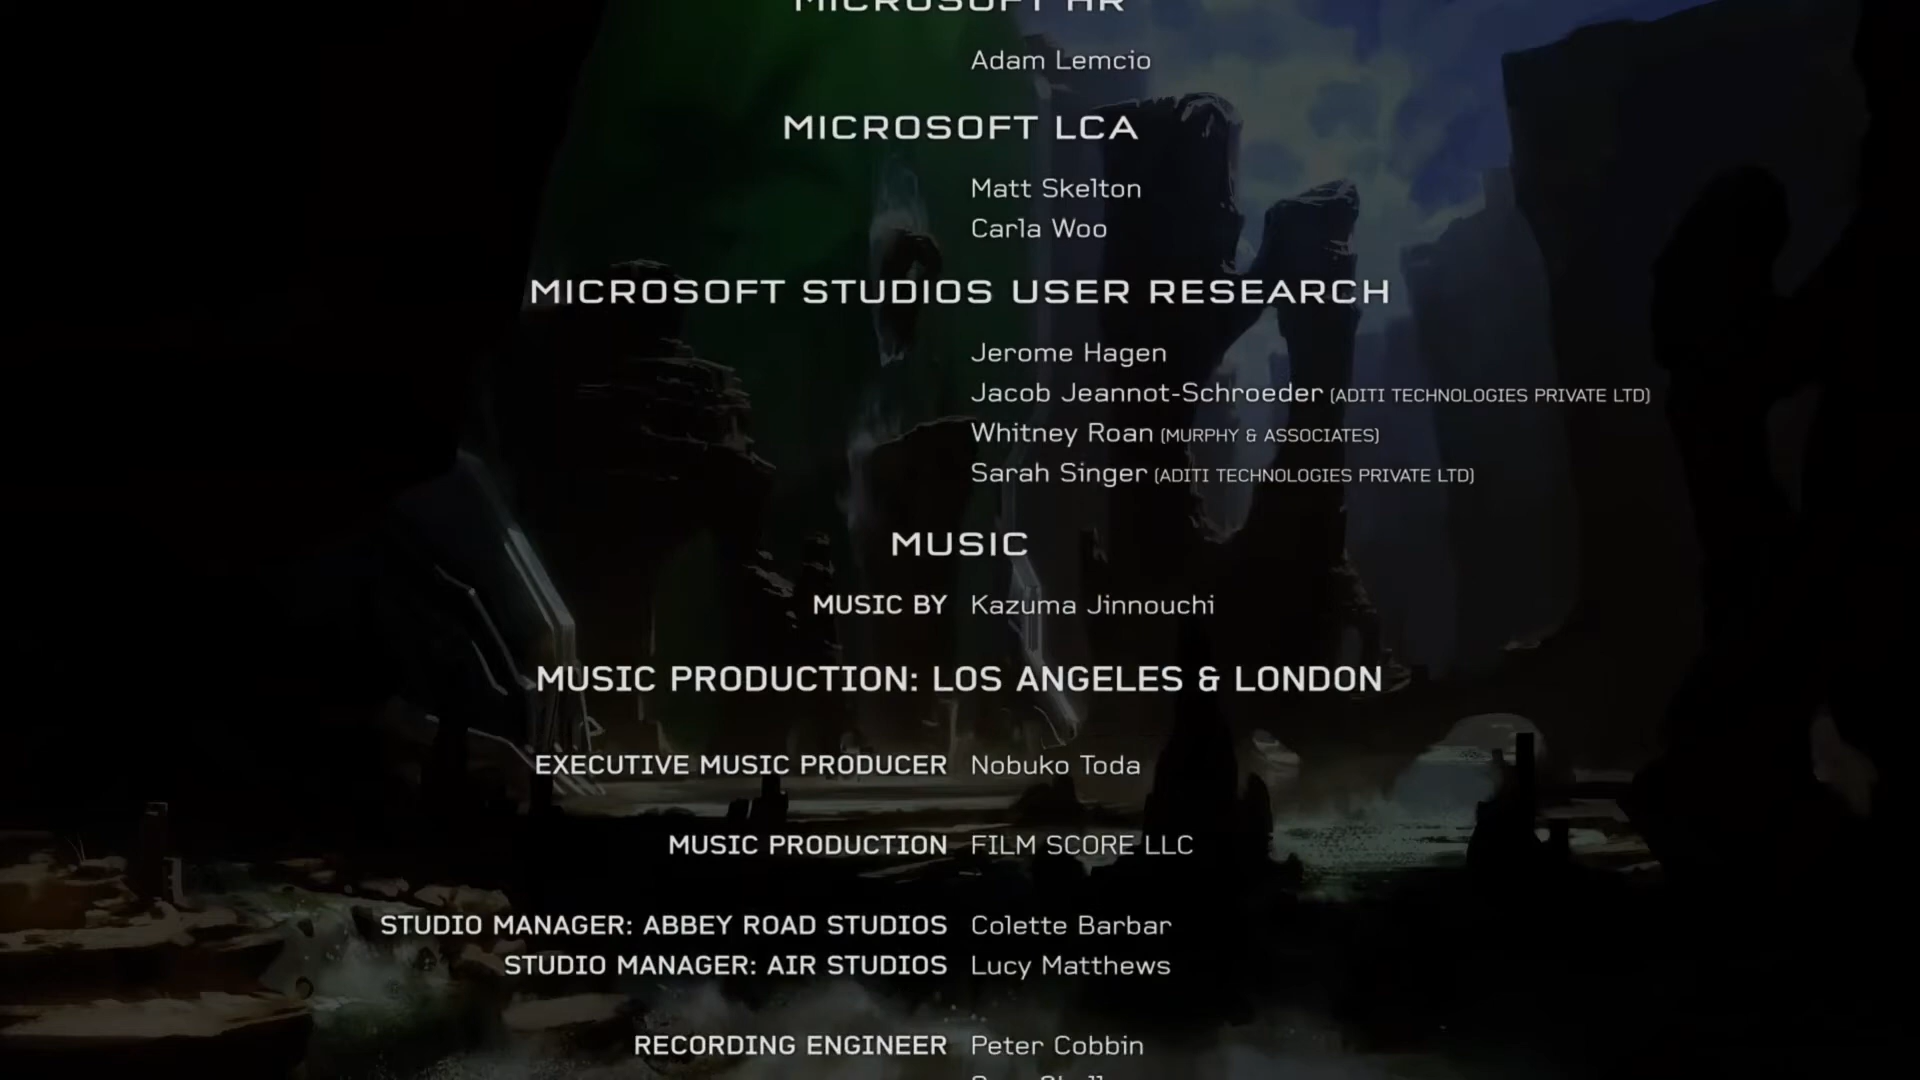 MICROSOFT HR
Adam Lemcio
MICROSOFT LCA
Matt Skelton
Carla Woo
MICROSOFT STUDIOS USER RESEARCH
Jerome Hagen
Jacob Jeannot-Schroeder (ADITI TECHNOLOGIES PRIVATE LTD)
Whitney Roan (MURPHY & ASSOCIATES)
Sarah Singer (ADITI TECHNOLOGIES PRIVATE LTD)
MUSIC
MUSIC BY Kazuma Jinnouchi
MUSIC PRODUCTION: LOS ANGELES & LONDON
EXECUTIVE MUSIC PRODUCER Nobuko Toda
MUSIC PRODUCTION FILM SCORE LLC
STUDIO MANAGER: ABBEY ROAD STUDIOS Colette Barbar
STUDIO MANAGER: AIR STUDIOS Lucy Matthews
RECORDING ENGINEER Peter Cobbin